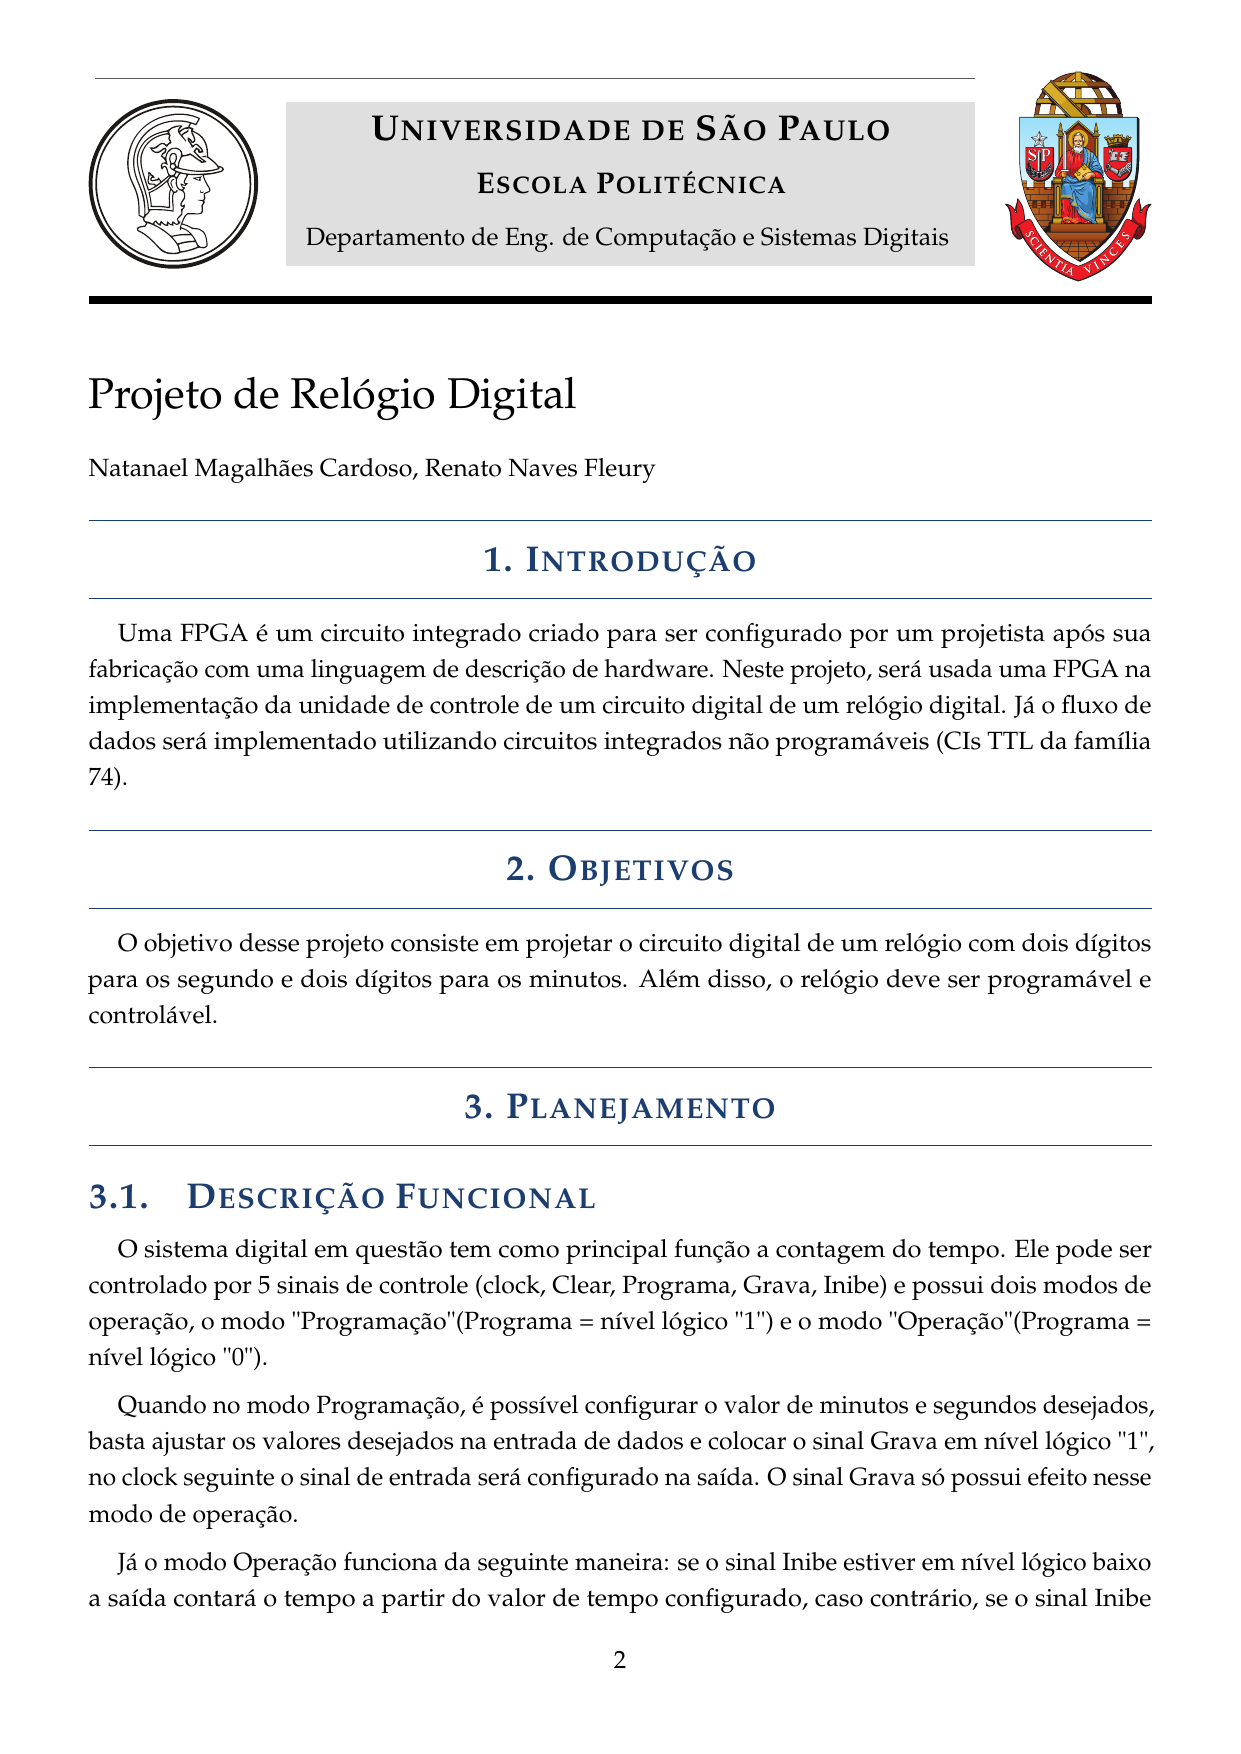 UNIVERSIDADE DE SÃO PAULO
ESCOLA POLITÉCNICA
Departamento de Eng. de Computação e Sistemas Digitais
SP
SCIENTIA VINCES
Projeto de Relógio Digital
Natanael Magalhães Cardoso, Renato Naves Fleury
1. INTRODUÇÃO
Uma FPGA é um circuito integrado criado para ser configurado por um projetista após sua
fabricação com uma linguagem de descrição de hardware. Neste projeto, será usada uma FPGA na
implementação da unidade de controle de um circuito digital de um relógio digital. Já o fluxo de
dados será implementado utilizando circuitos integrados não programáveis (CIs TTL da família
74).
2. OBJETIVOS
O objetivo desse projeto consiste em projetar o circuito digital de um relógio com dois dígitos
para os segundo e dois dígitos para os minutos. Além disso, o relógio deve ser programável e
controlável.
3. PLANEJAMENTO
3.1. DESCRIÇÃO FUNCIONAL
O sistema digital em questão tem como principal função a contagem do tempo. Ele pode ser
controlado por 5 sinais de controle (clock, Clear, Programa, Grava, Inibe) e possui dois modos de
operação, o modo "Programação"(Programa = nível lógico "1") e o modo "Operação"(Programa =
nível lógico "0").
Quando no modo Programação, é possível configurar o valor de minutos e segundos desejados,
basta ajustar os valores desejados na entrada de dados e colocar o sinal Grava em nível lógico "1",
no clock seguinte o sinal de entrada será configurado na saída. O sinal Grava só possui efeito nesse
modo de operação.
Já o modo Operação funciona da seguinte maneira: se o sinal Inibe estiver em nível lógico baixo
a saída contará o tempo a partir do valor de tempo configurado, caso contrário, se o sinal Inibe
2